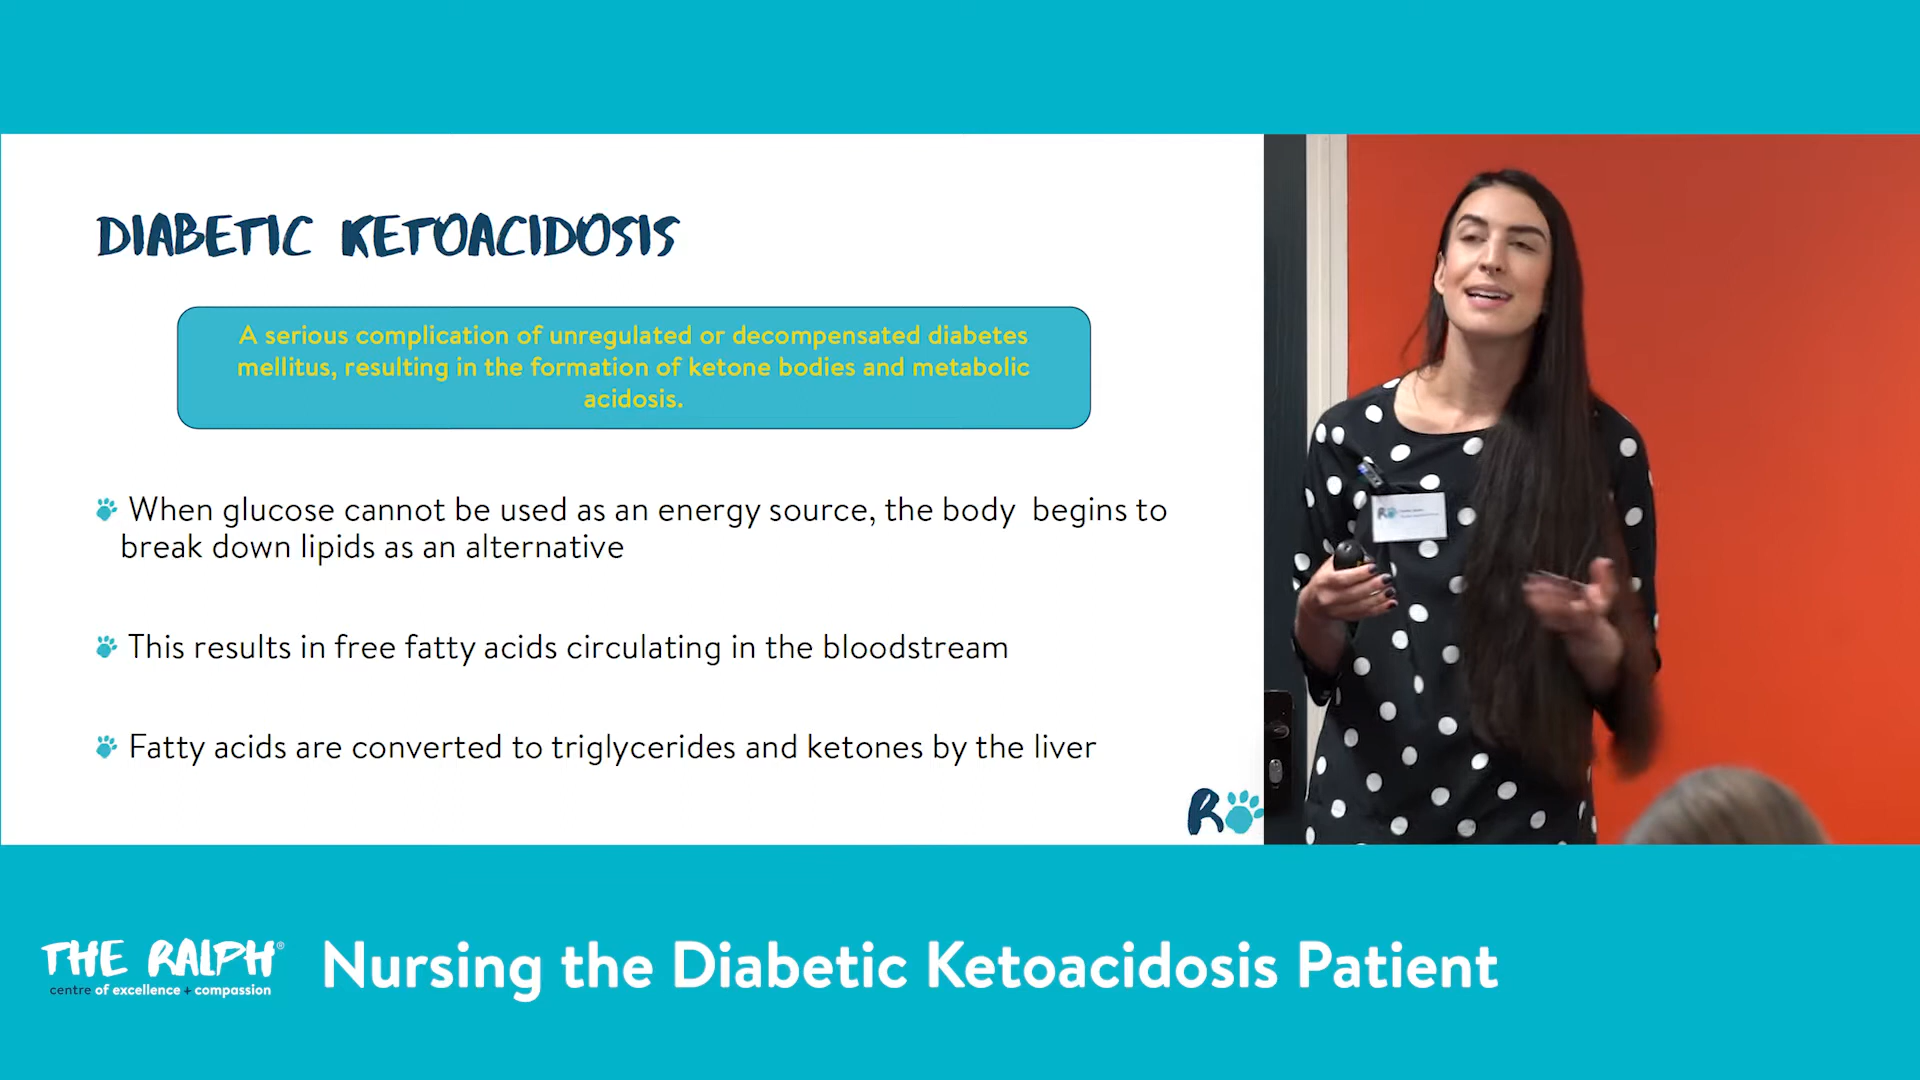 DIABETIC KETOACIDOSIS
A serious complication of unregulated or decompensated diabetes
mellitus, resulting in the formation of ketone bodies and metabolic
acidosis.
When glucose cannot be used as an energy source, the body begins to
break down lipids as an alternative
This results in free fatty acids circulating in the bloodstream
Fatty acids are converted to triglycerides and ketones by the liver
R
R
THE RALPH®
centre of excellence + compassion
Nursing the Diabetic Ketoacidosis Patient